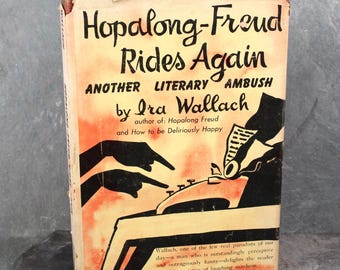 Hopalong-Freud
Rides Again
ANOTHER LITERARY AMBUSH
by Ira Wallach
author of: Hopalong Freud
and How to be Deliriously Happy
Wallach, one of the few real parodists of our
day—a man who is outstandingly perceptive
and outrageously funny—delights the reader
of laughing